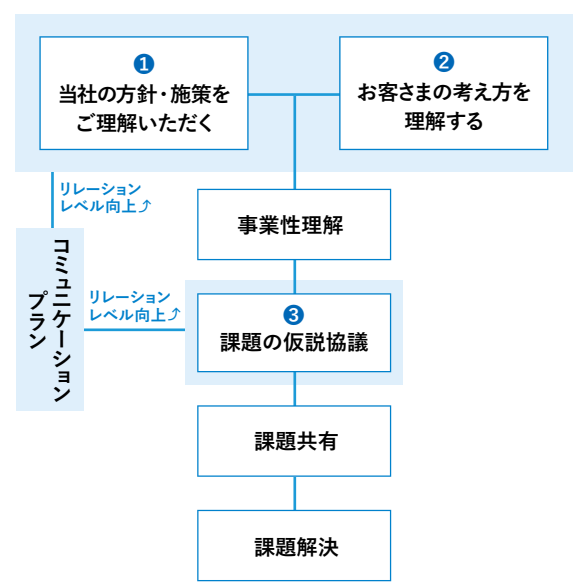 ❶
当社の方針・施策を
ご理解いただく
❷
お客さまの考え方を
理解する
リレーション
レベル向上⤴
事業性理解
コミュニケーション
プラン
リレーション
レベル向上⤴
❸
課題の仮説協議
課題共有
課題解決